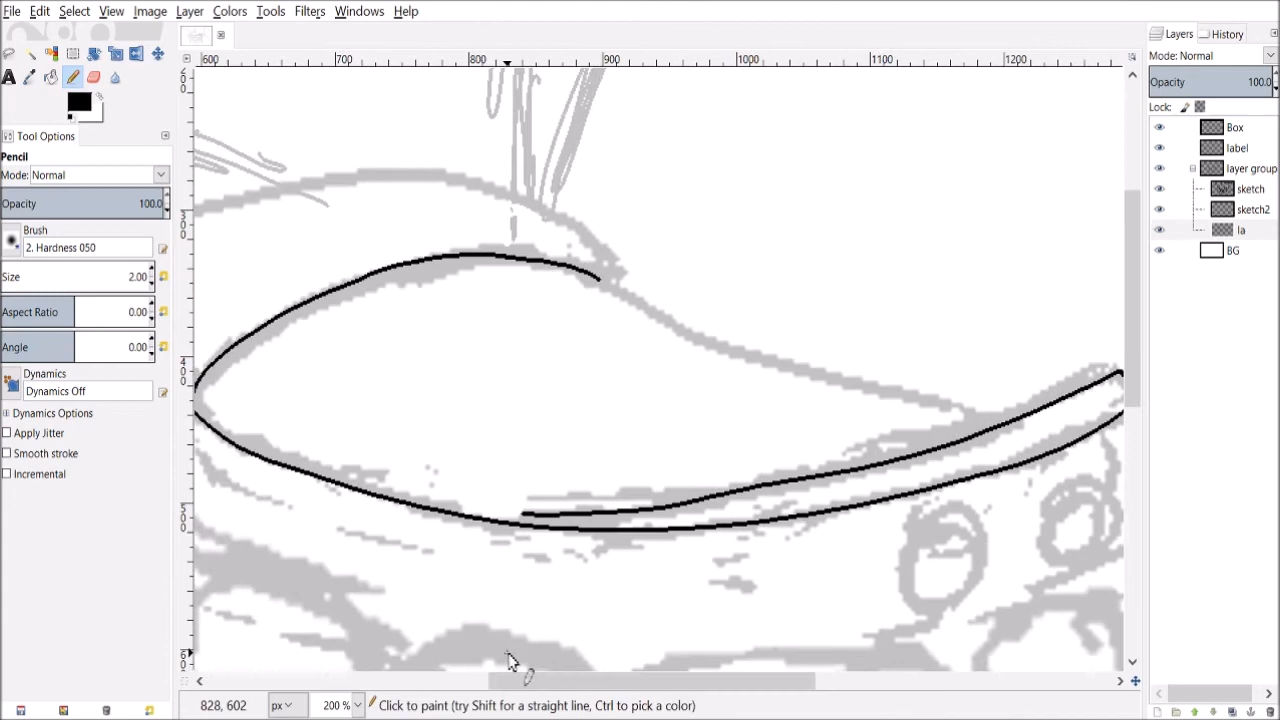 File Edit Select View Image Layer Colors Tools Filters Windows Help
Layers History
Mode: Normal
Opacity 100.0
Lock:
Box
label
layer group
sketch
sketch2
la
BG
Tool Options
Pencil
Mode: Normal
Opacity 100.0
Brush
2. Hardness 050
Size 2.00
Aspect Ratio 0.00
Angle 0.00
Dynamics
Dynamics Off
Dynamics Options
Apply Jitter
Smooth stroke
Incremental
600 700 800 900 1000 1100 1200
300
400
500
828, 602 px 200 % Click to paint (try Shift for a straight line, Ctrl to pick a color)